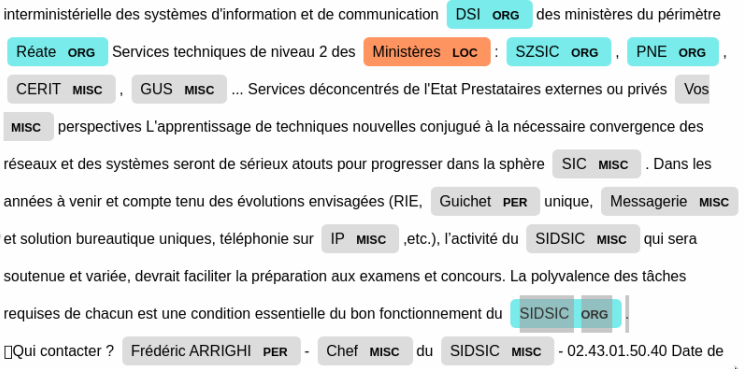 interministérielle des systèmes d'information et de communication DSI ORG des ministères du périmètre
Réate ORG Services techniques de niveau 2 des Ministères LOC : SZSIC ORG , PNE ORG ,
CERIT MISC , GUS MISC ... Services déconcentrés de l'Etat Prestataires externes ou privés Vos
MISC perspectives L'apprentissage de techniques nouvelles conjugué à la nécessaire convergence des
réseaux et des systèmes seront de sérieux atouts pour progresser dans la sphère SIC MISC . Dans les
années à venir et compte tenu des évolutions envisagées (RIE, Guichet PER unique, Messagerie MISC
et solution bureautique uniques, téléphonie sur IP MISC ,etc.), l'activité du SIDSIC MISC qui sera
soutenue et variée, devrait faciliter la préparation aux examens et concours. La polyvalence des tâches
requises de chacun est une condition essentielle du bon fonctionnement du SIDSIC ORG .
Qui contacter ? Frédéric ARRIGHI PER - Chef MISC du SIDSIC MISC - 02.43.01.50.40 Date de